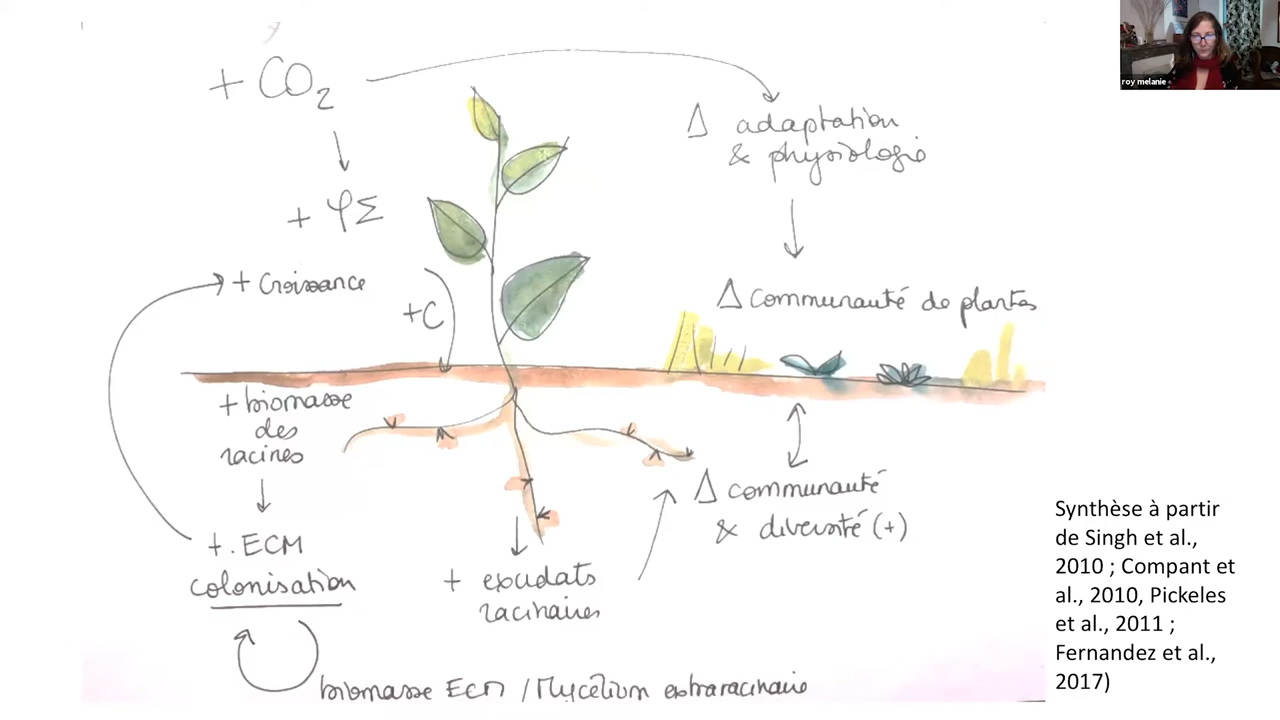 + CO2
Δ adaptation
& physiologie
+ φΣ
+ Croissance
+C
Δ communauté de plantes
+ biomasse
des
racines
Δ communauté
& diversité (+)
+. ECM
colonisation
+ exudats
racinaires
biomasse ECM / Mycélium extraracinaire
Synthèse à partir
de Singh et al.,
2010 ; Compant et
al., 2010, Pickeles
et al., 2011 ;
Fernandez et al.,
2017)
roy melanie